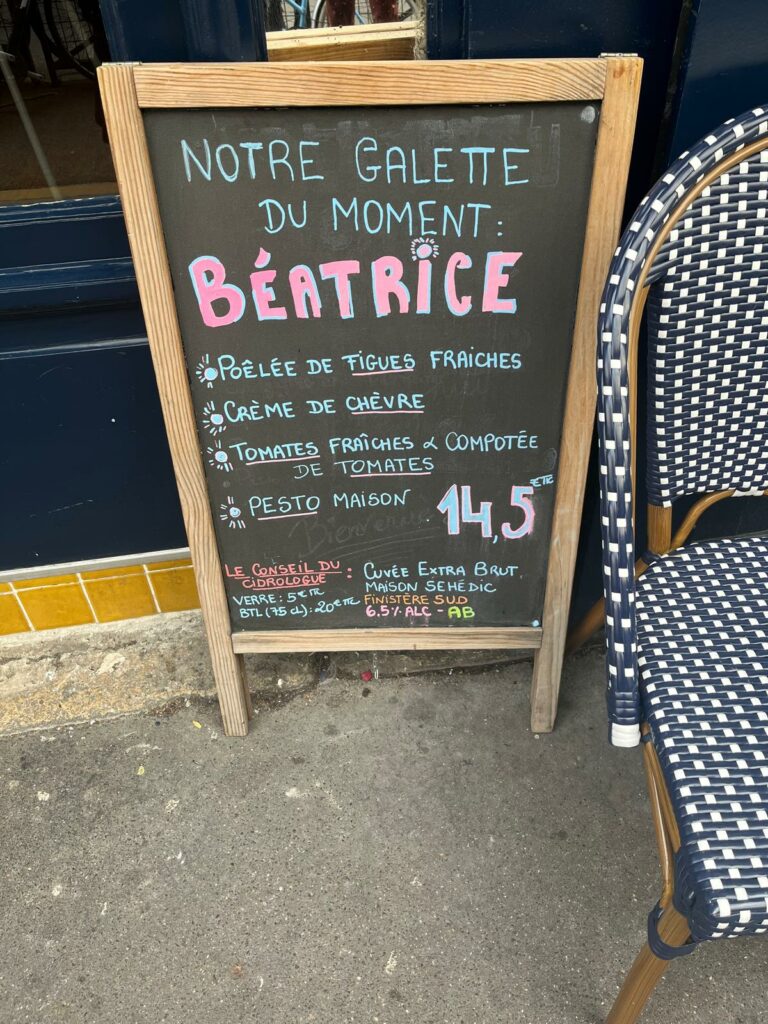 NOTRE GALETTE
DU MOMENT :
BÉATRICE
POÊLÉE DE FIGUES FRAICHES
CRÈME DE CHÈVRE
TOMATES FRAÎCHES & COMPOTÉE
DE TOMATES
PESTO MAISON
14,5 € TTC
LE CONSEIL DU
CIDROLOGUE :
VERRE : 5 € TTC
BTL (75 CL) : 20 € TTC
CUVÉE EXTRA BRUT
MAISON SEHEDIC
FINISTÈRE SUD
6,5 % ALC - AB